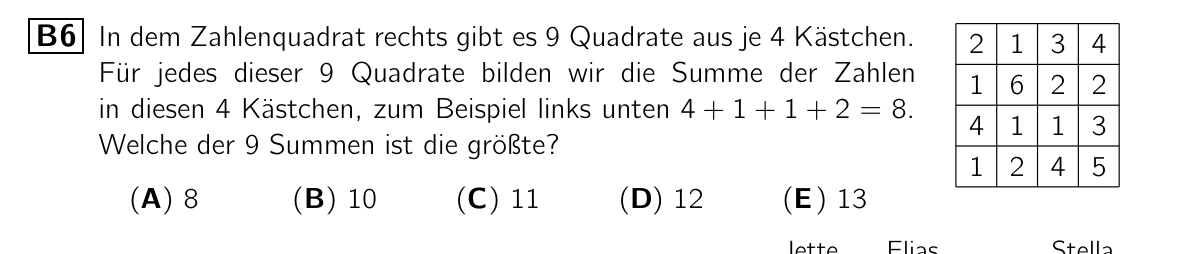 B6 In dem Zahlenquadrat rechts gibt es 9 Quadrate aus je 4 Kästchen.
Für jedes dieser 9 Quadrate bilden wir die Summe der Zahlen
in diesen 4 Kästchen, zum Beispiel links unten 4 + 1 + 1 + 2 = 8.
Welche der 9 Summen ist die größte?
(A) 8 (B) 10 (C) 11 (D) 12 (E) 13
2 1 3 4
1 6 2 2
4 1 1 3
1 2 4 5
Jette Elias Stella